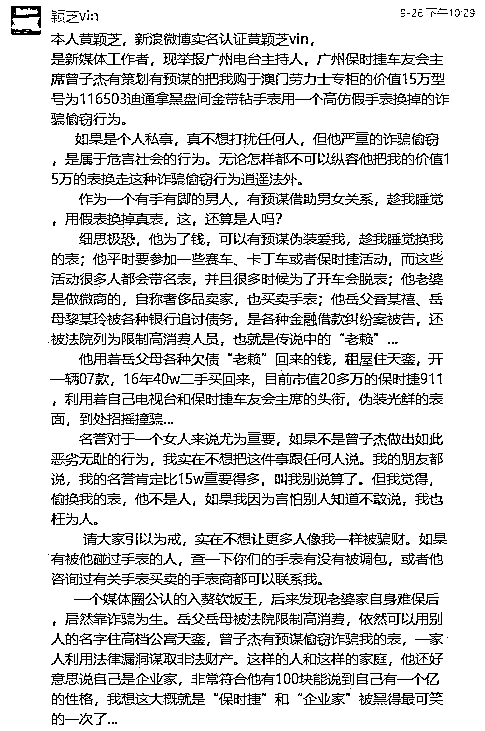 颖芝vin
9-26 下午10:29
本人黄颖芝，新浪微博实名认证黄颖芝vin，
是新媒体工作者，现举报广州电台主持人，广州保时捷车友会主
席曾子杰有策划有预谋的把我购于澳门劳力士专柜的价值15万型
号为116503迪通拿黑盘间金带钻手表用一个高仿假手表换掉的诈
骗偷窃行为。
如果是个人私事，真不想打扰任何人，但他严重的诈骗偷窃
，是属于危害社会的行为。无论怎样都不可以纵容他把我的价值1
5万的表换走这种诈骗偷窃行为逍遥法外。
作为一个有手有脚的男人，有预谋借助男女关系，趁我睡觉
，用假表换掉真表，这，还算是人吗？
细思极恐，他为了钱，可以有预谋伪装爱我，趁我睡觉换我
的表；他平时要参加一些赛车、卡丁车或者保时捷活动，而这些
活动很多人都会带名表，并且很多时候为了开车会脱表；他老婆
是做微商的，自称奢侈品卖家，也买卖手表；他岳父音某禧、岳
母黎某玲被各种银行追讨债务，是各种金融借款纠纷案被告，还
被法院列为限制高消费人员，也就是传说中的“老赖”...
他用着岳父母各种欠债“老赖”回来的钱，租屋住天銮，开
一辆07款，16年40w二手买回来，目前市值20多万的保时捷911
，利用着自己电视台和保时捷车友会主席的头衔，伪装光鲜的表
面，到处招摇撞骗...
名誉对于一个女人来说尤为重要，如果不是曾子杰做出如此
恶劣无耻的行为，我实在不想把这件事跟任何人说。我的朋友都
说，我的名誉肯定比15w重要得多，叫我别说算了。但我觉得，
偷换我的表，他不是人，如果我因为害怕别人知道不敢说，我也
枉为人。
请大家引以为戒，实在不想让更多人像我一样被骗财。如果
有被他碰过手表的人，查一下你们的手表有没有被调包，或者他
咨询过有关手表买卖的手表商都可以联系我。
一个媒体圈公认的入赘软饭王，后来发现老婆家自身难保后
，居然靠诈骗为生。岳父岳母被法院限制高消费，依然可以用别
人的名字住高档公寓天銮，曾子杰有预谋偷窃诈骗我的表，一家
人利用法律漏洞谋取非法财产。这样的人和这样的家庭，他还好
意思说自己是企业家，非常符合他有100块能说到自己有一个亿
的性格，我想这大概就是“保时捷”和“企业家”被黑得最可笑
的一次了...